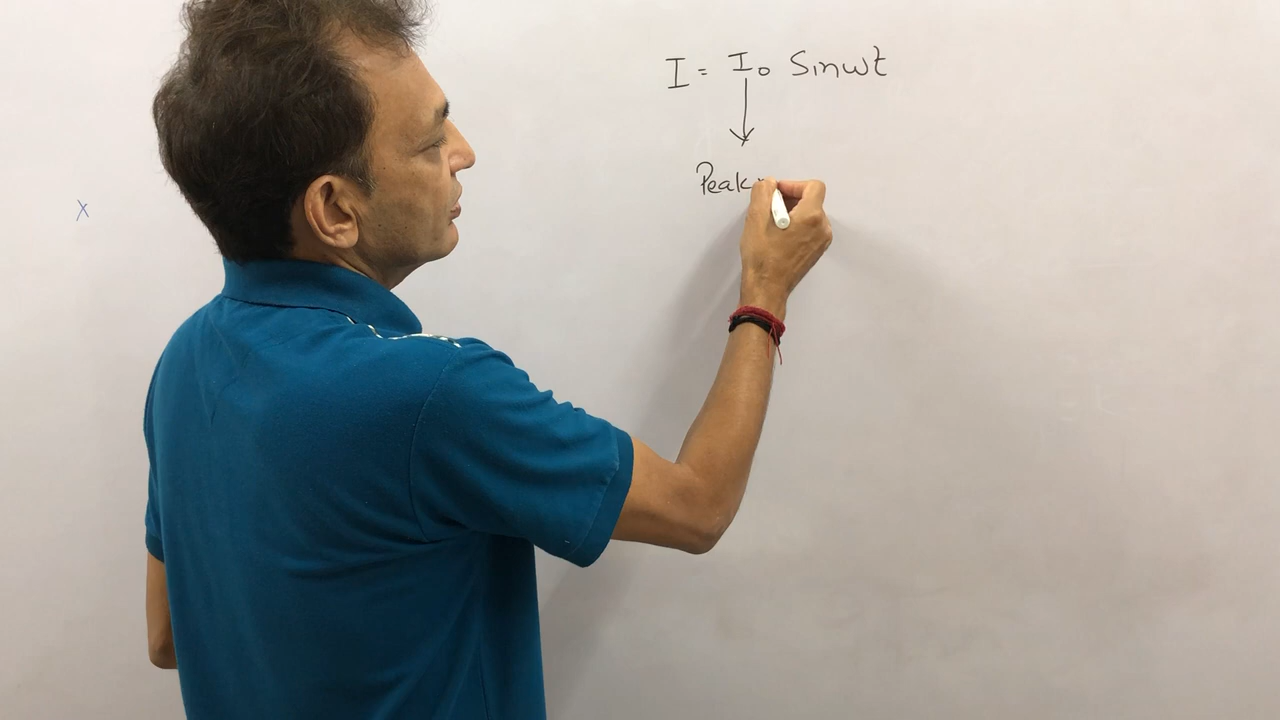 I = I₀ Sinωt
Peak
x